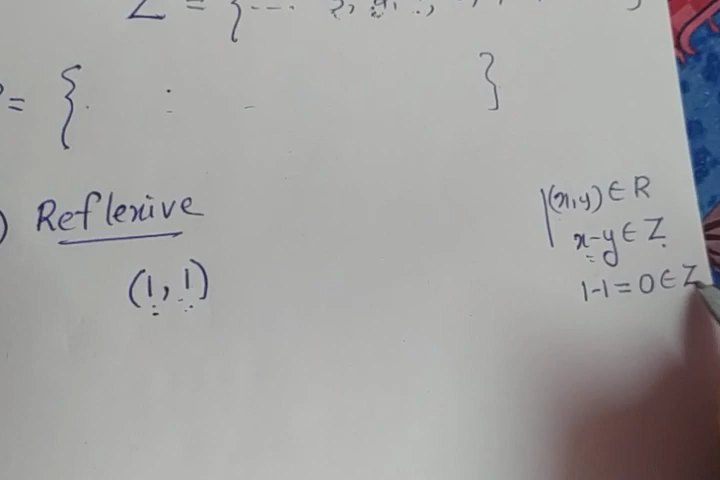 Z = {....
= { . : - }
) Reflexive
(x,y) ∈ R
x-y ∈ Z
(1, 1)
1-1 = 0 ∈ Z